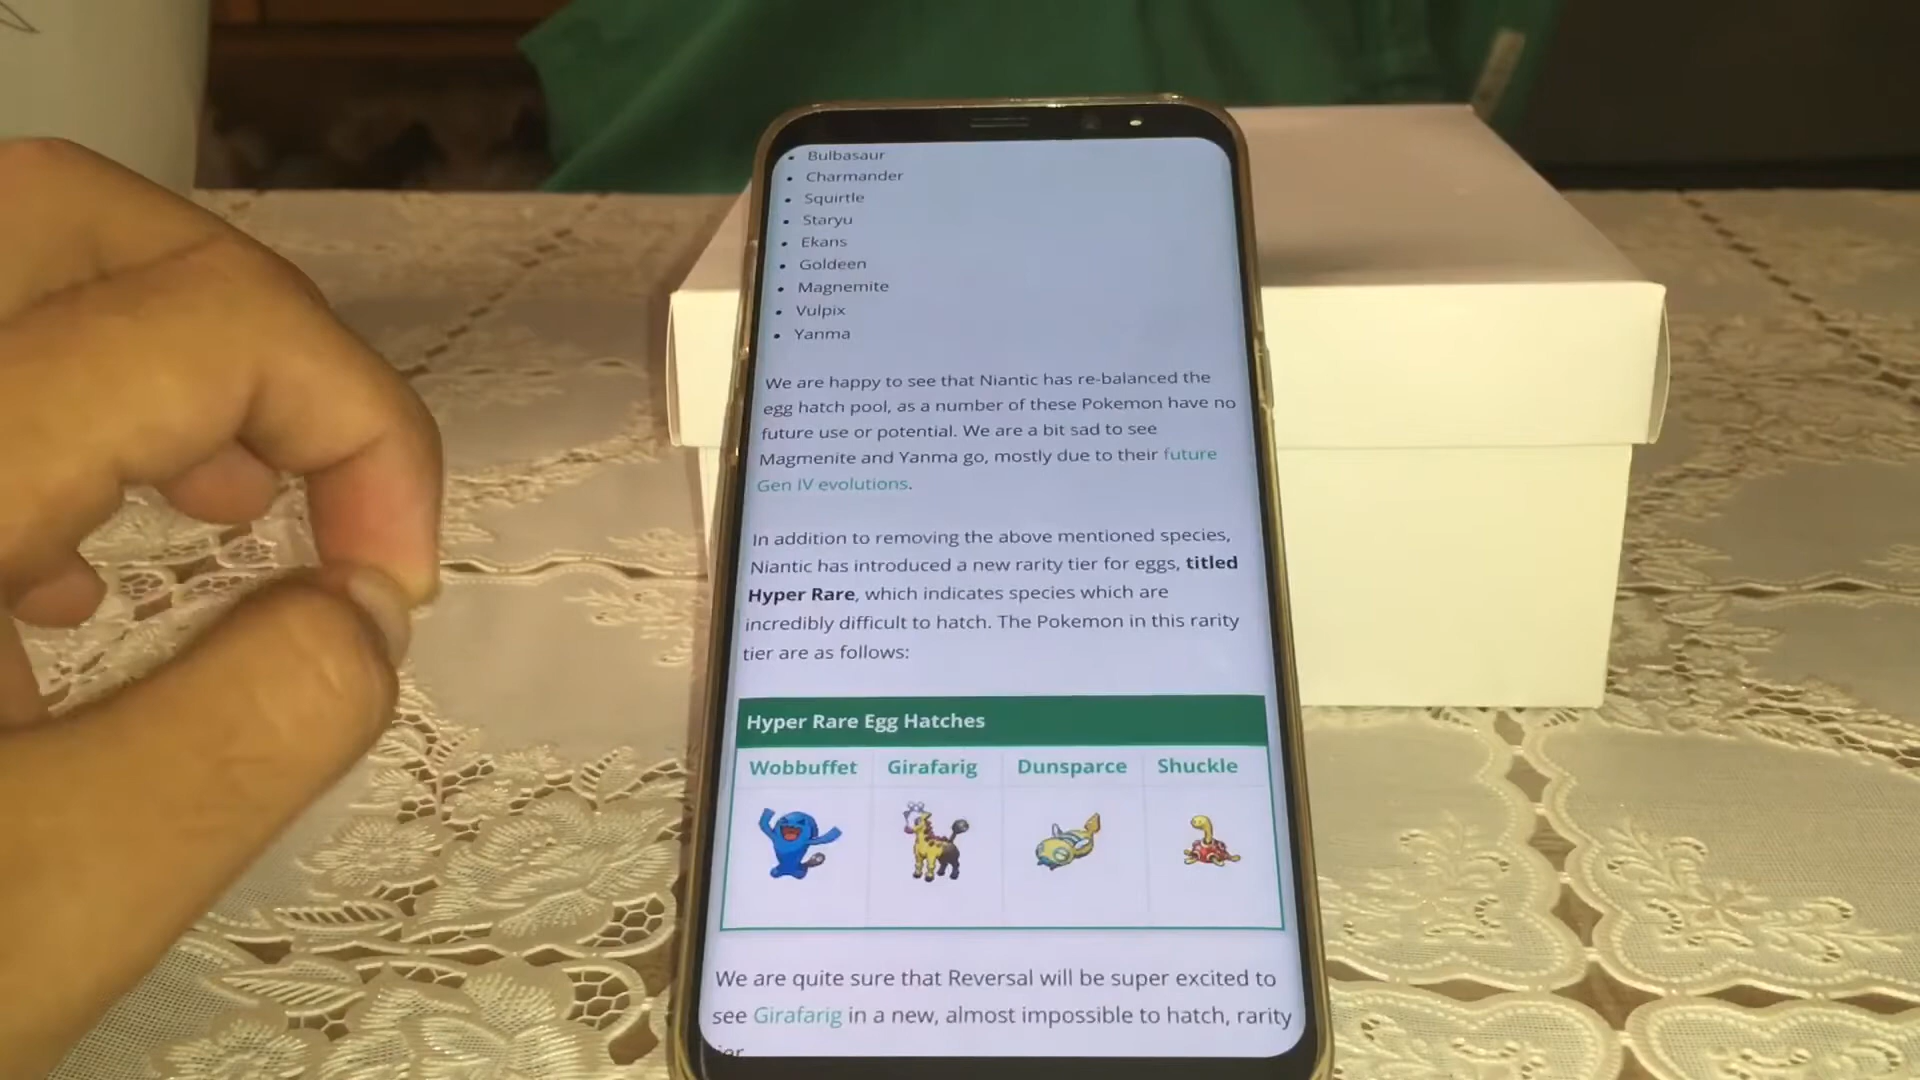 Bulbasaur
Charmander
Squirtle
Staryu
Ekans
Goldeen
Magnemite
Vulpix
Yanma
We are happy to see that Niantic has re-balanced the
egg hatch pool, as a number of these Pokemon have no
future use or potential. We are a bit sad to see
Magmenite and Yanma go, mostly due to their future
Gen IV evolutions.
In addition to removing the above mentioned species,
Niantic has introduced a new rarity tier for eggs, titled
Hyper Rare, which indicates species which are
incredibly difficult to hatch. The Pokemon in this rarity
tier are as follows:
Hyper Rare Egg Hatches
Wobbuffet Girafarig Dunsparce Shuckle
We are quite sure that Reversal will be super excited to
see Girafarig in a new, almost impossible to hatch, rarity